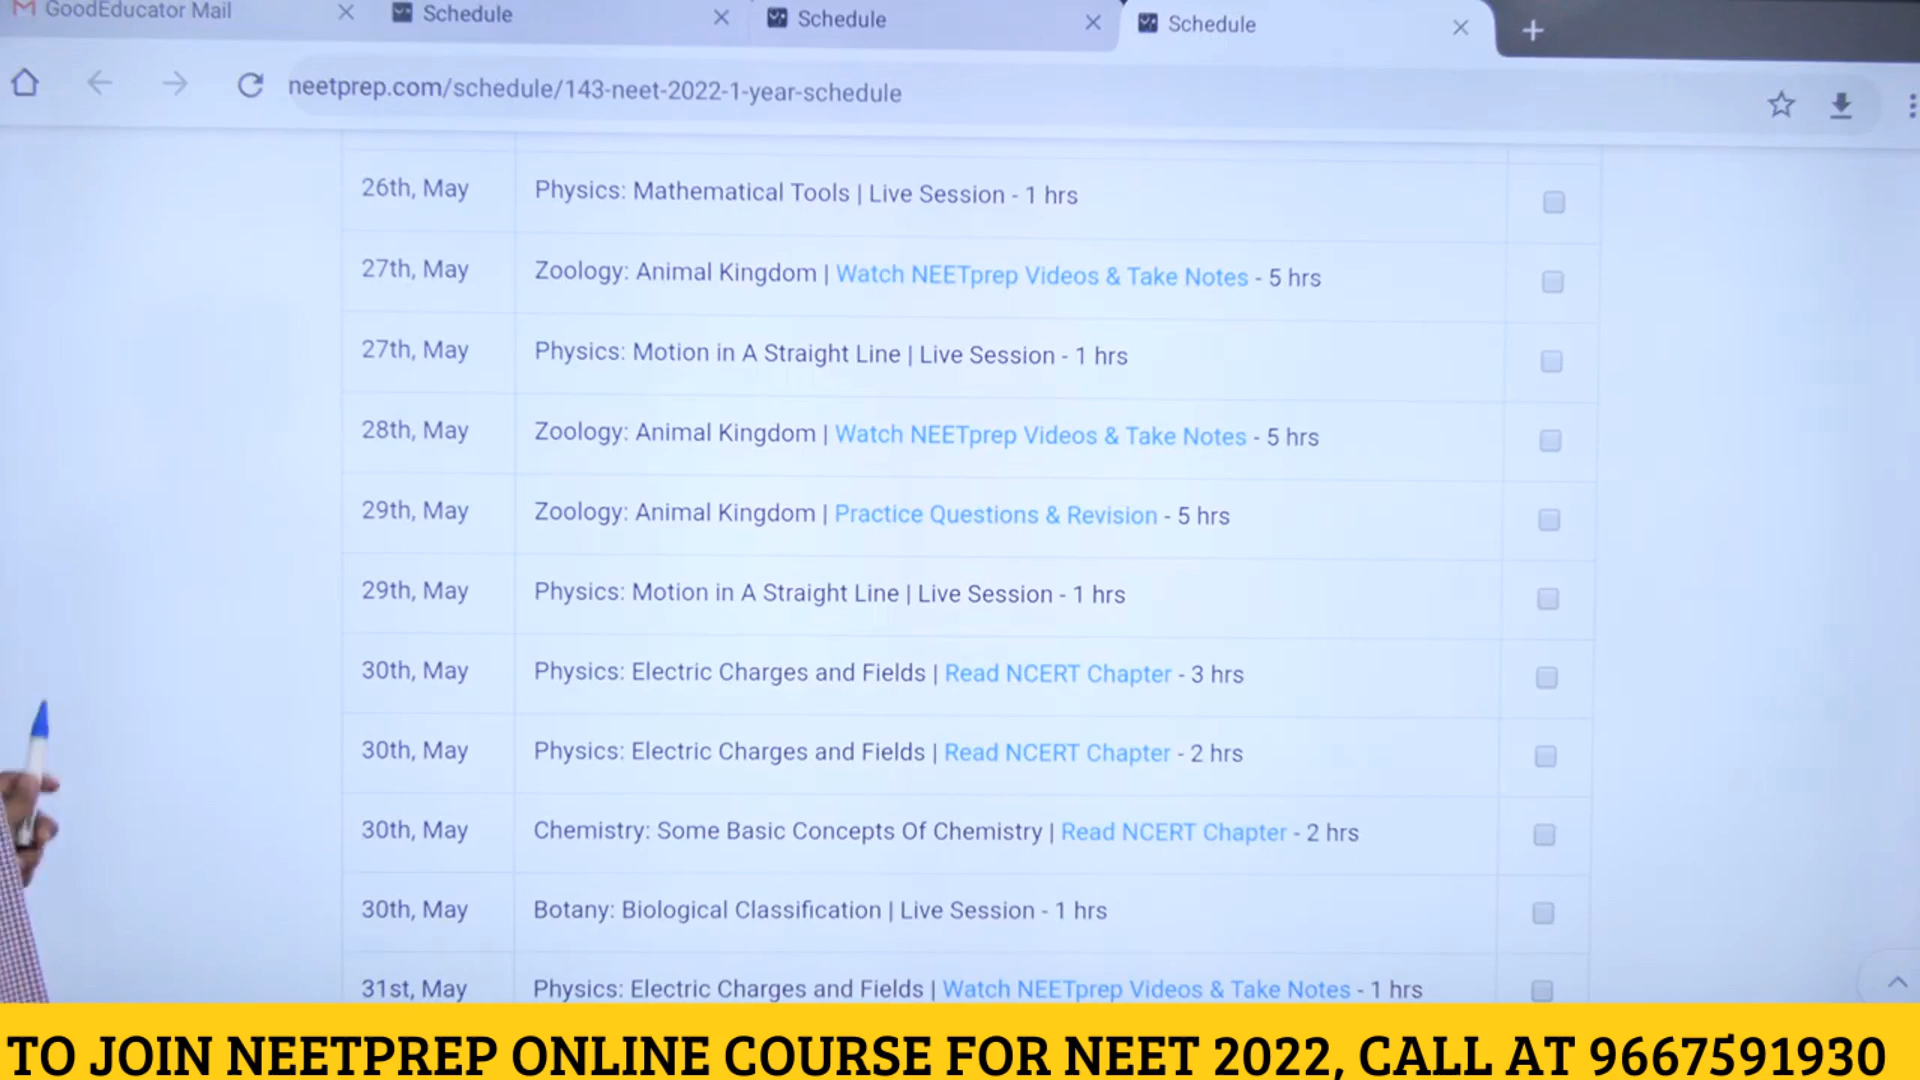 GoodEducator Mail
Schedule
Schedule
Schedule
neetprep.com/schedule/143-neet-2022-1-year-schedule
26th, May Physics: Mathematical Tools | Live Session - 1 hrs
27th, May Zoology: Animal Kingdom | Watch NEETprep Videos & Take Notes - 5 hrs
27th, May Physics: Motion in A Straight Line | Live Session - 1 hrs
28th, May Zoology: Animal Kingdom | Watch NEETprep Videos & Take Notes - 5 hrs
29th, May Zoology: Animal Kingdom | Practice Questions & Revision - 5 hrs
29th, May Physics: Motion in A Straight Line | Live Session - 1 hrs
30th, May Physics: Electric Charges and Fields | Read NCERT Chapter - 3 hrs
30th, May Physics: Electric Charges and Fields | Read NCERT Chapter - 2 hrs
30th, May Chemistry: Some Basic Concepts Of Chemistry | Read NCERT Chapter - 2 hrs
30th, May Botany: Biological Classification | Live Session - 1 hrs
31st, May Physics: Electric Charges and Fields | Watch NEETprep Videos & Take Notes - 1 hrs
TO JOIN NEETPREP ONLINE COURSE FOR NEET 2022, CALL AT 9667591930